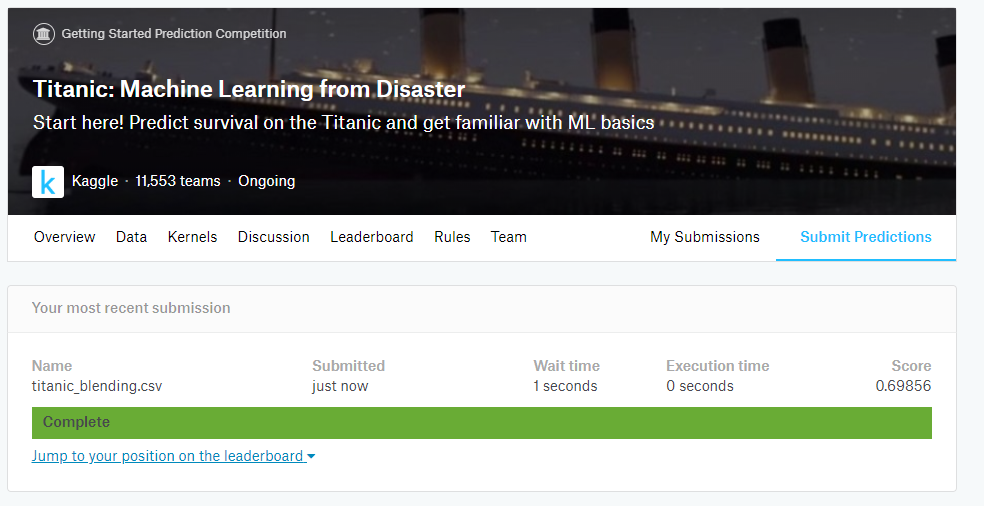 Getting Started Prediction Competition
Titanic: Machine Learning from Disaster
Start here! Predict survival on the Titanic and get familiar with ML basics
k Kaggle · 11,553 teams · Ongoing
Overview Data Kernels Discussion Leaderboard Rules Team My Submissions Submit Predictions
Your most recent submission
Name Submitted Wait time Execution time Score
titanic_blending.csv just now 1 seconds 0 seconds 0.69856
Complete
Jump to your position on the leaderboard